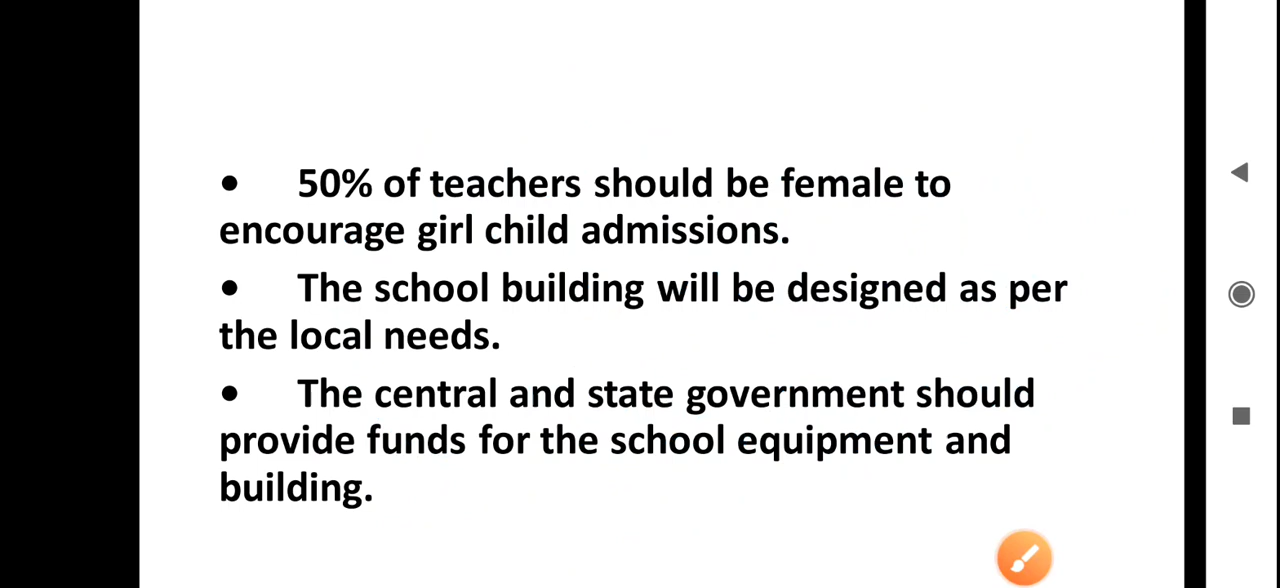 • 50% of teachers should be female to
encourage girl child admissions.
• The school building will be designed as per
the local needs.
• The central and state government should
provide funds for the school equipment and
building.